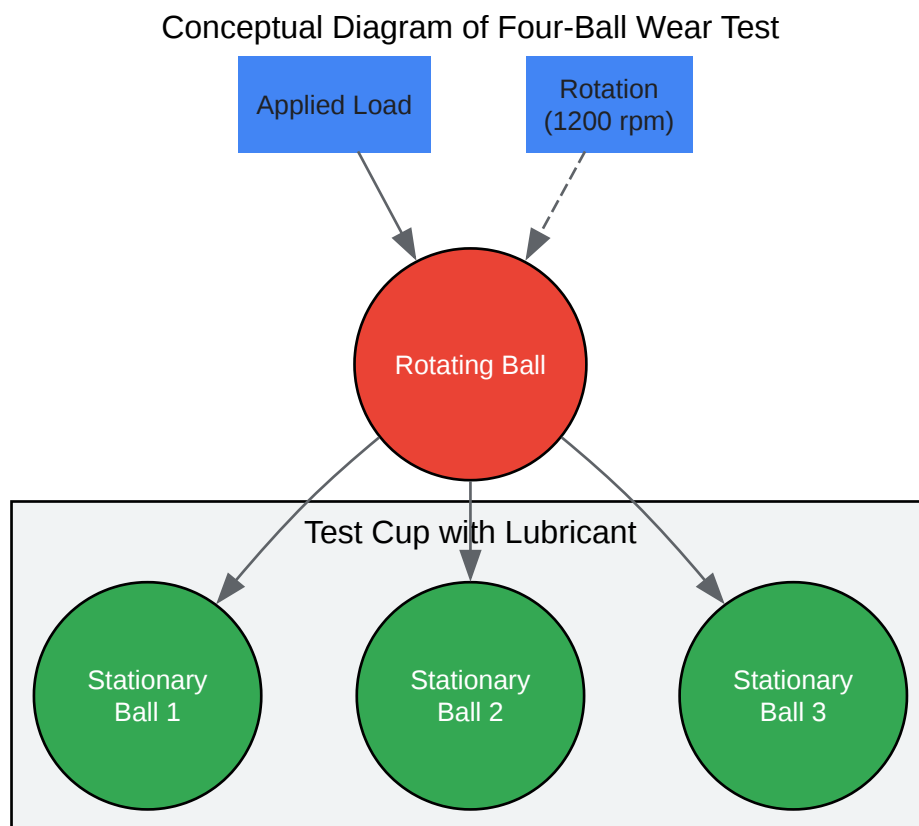 Conceptual Diagram of Four-Ball Wear Test
Applied Load
Rotation
(1200 rpm)
Rotating Ball
Test Cup with Lubricant
Stationary
Ball 1
Stationary
Ball 2
Stationary
Ball 3